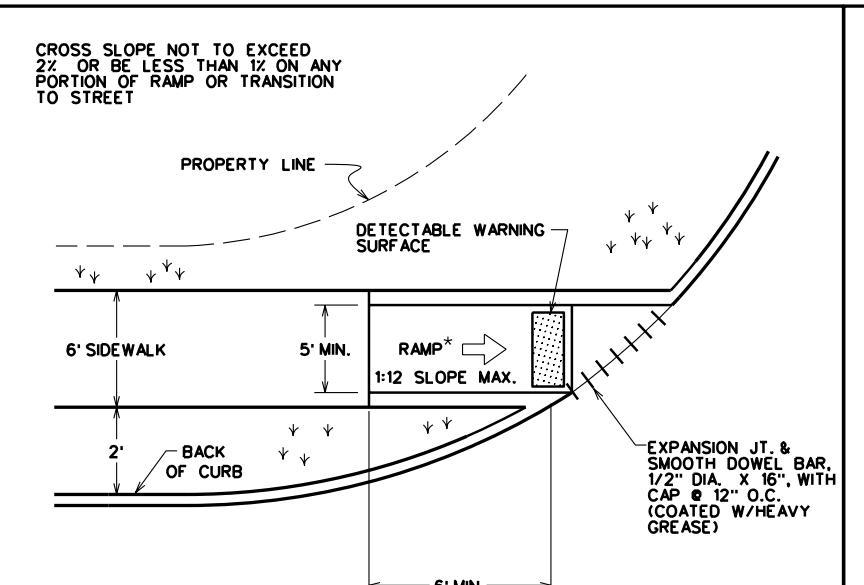 CROSS SLOPE NOT TO EXCEED
2% OR BE LESS THAN 1% ON ANY
PORTION OF RAMP OR TRANSITION
TO STREET
PROPERTY LINE
DETECTABLE WARNING
SURFACE
6' SIDEWALK
5' MIN.
RAMP*
1:12 SLOPE MAX.
2'
BACK
OF CURB
EXPANSION JT. &
SMOOTH DOWEL BAR,
1/2" DIA. X 16", WITH
CAP @ 12" O.C.
(COATED W/HEAVY
GREASE)
6' MIN